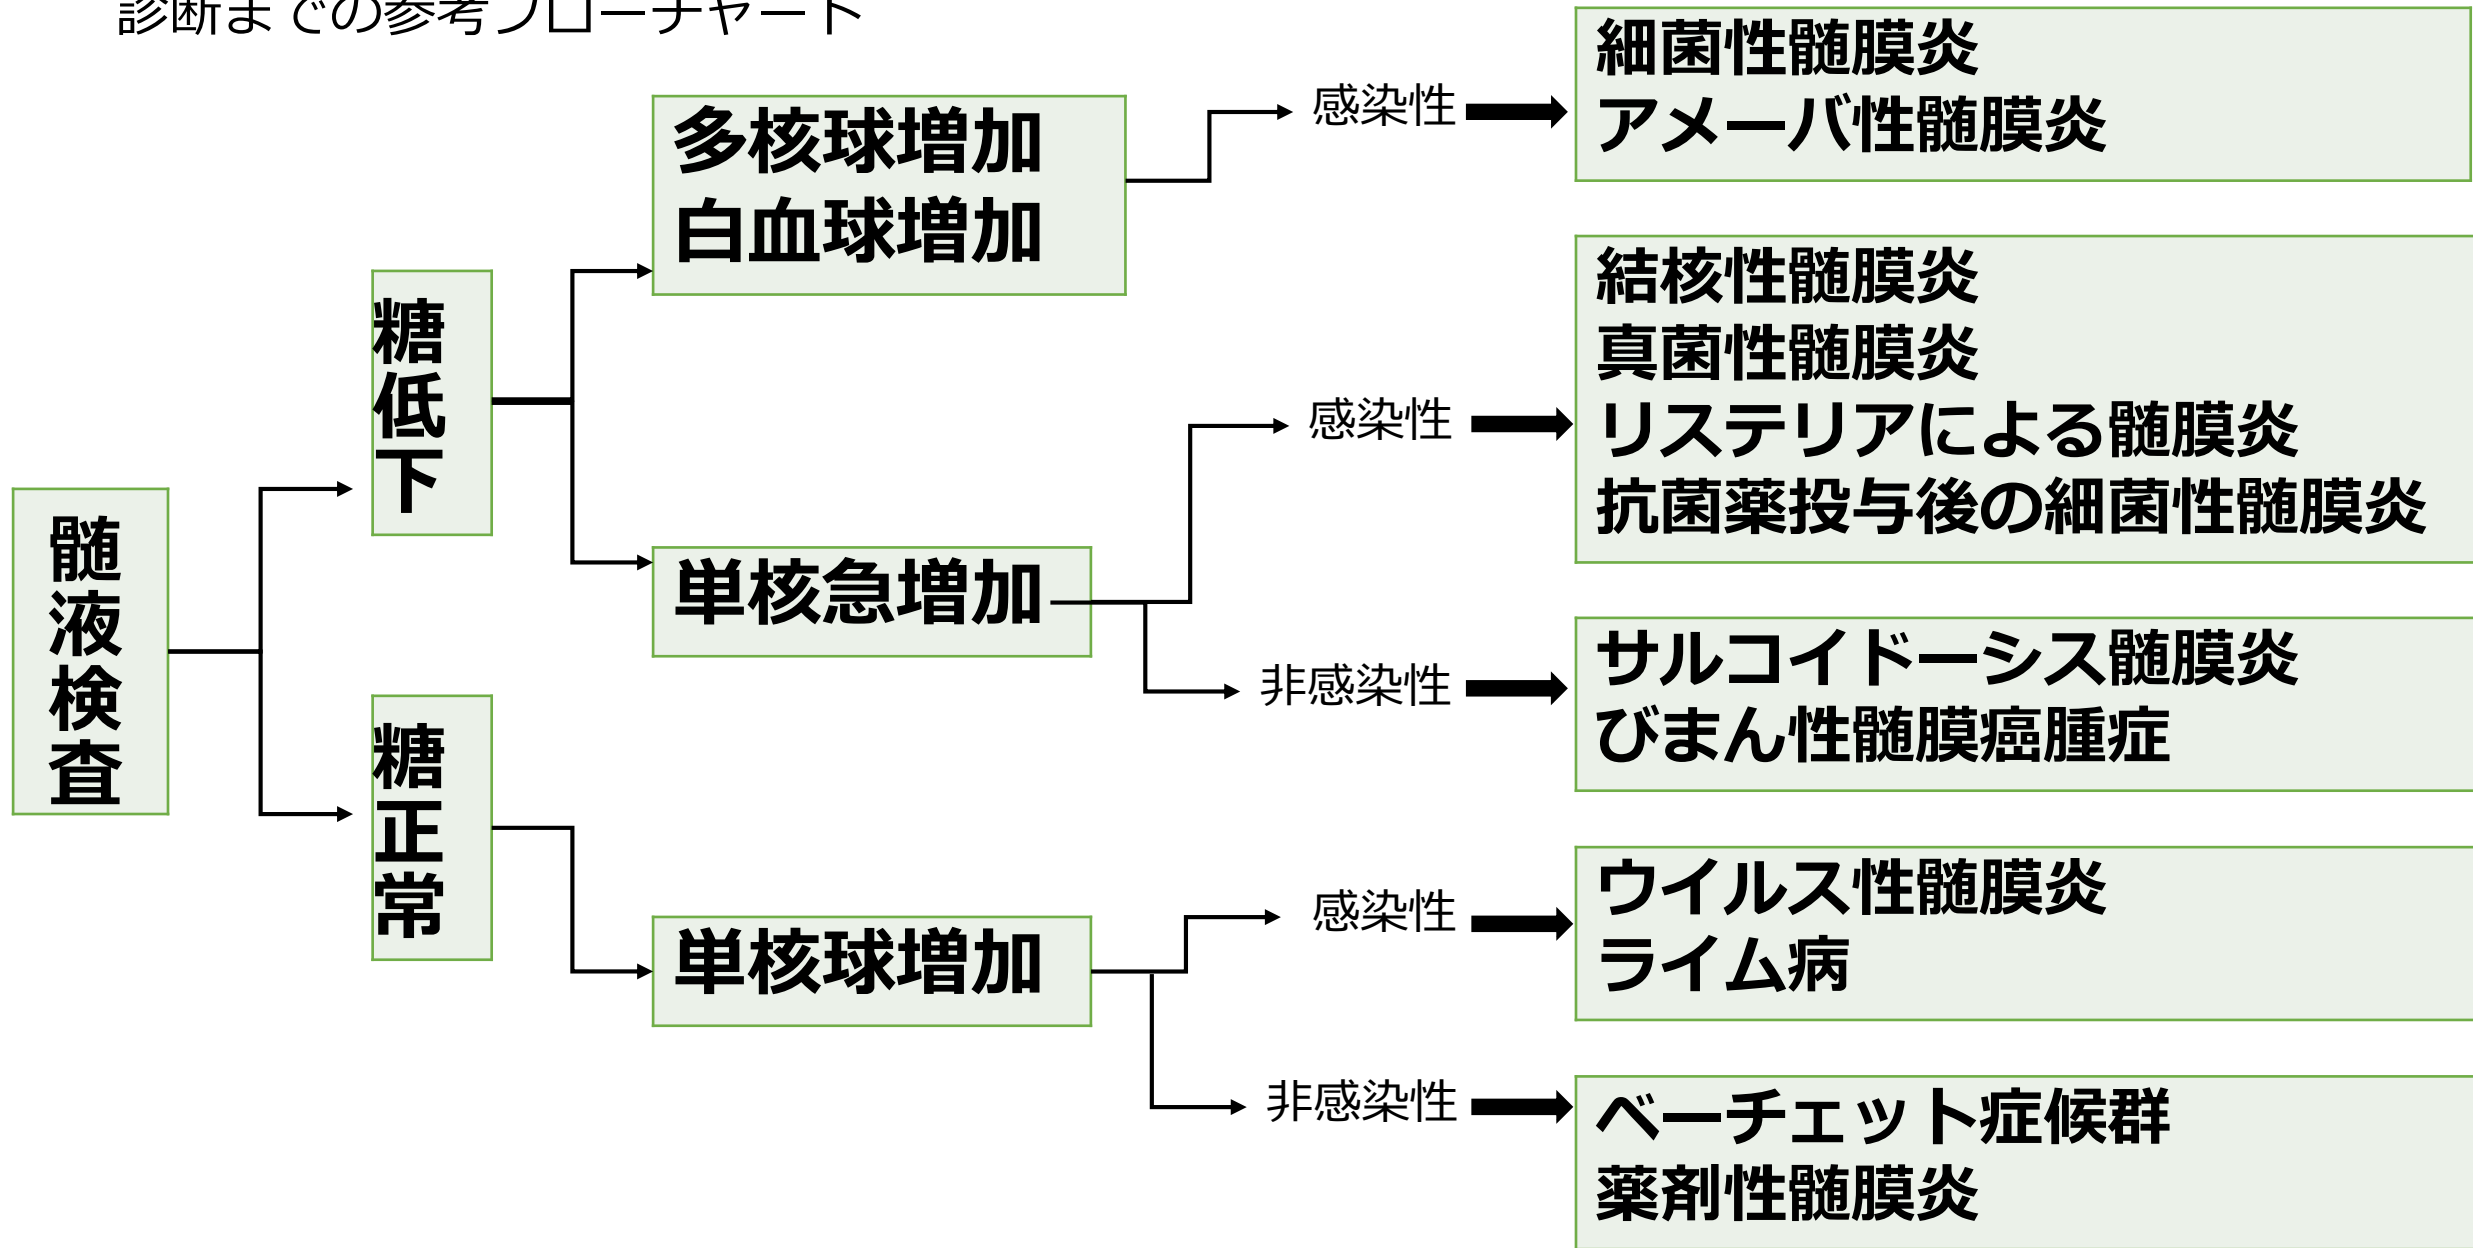 診断までの参考フローチャート
髄液検査
糖低下
糖正常
多核球増加
白血球増加
単核急増加
単核球増加
感染性
細菌性髄膜炎
アメーバ性髄膜炎
感染性
結核性髄膜炎
真菌性髄膜炎
リステリアによる髄膜炎
抗菌薬投与後の細菌性髄膜炎
非感染性
サルコイドーシス髄膜炎
びまん性髄膜癌腫症
感染性
ウイルス性髄膜炎
ライム病
非感染性
ベーチェット症候群
薬剤性髄膜炎